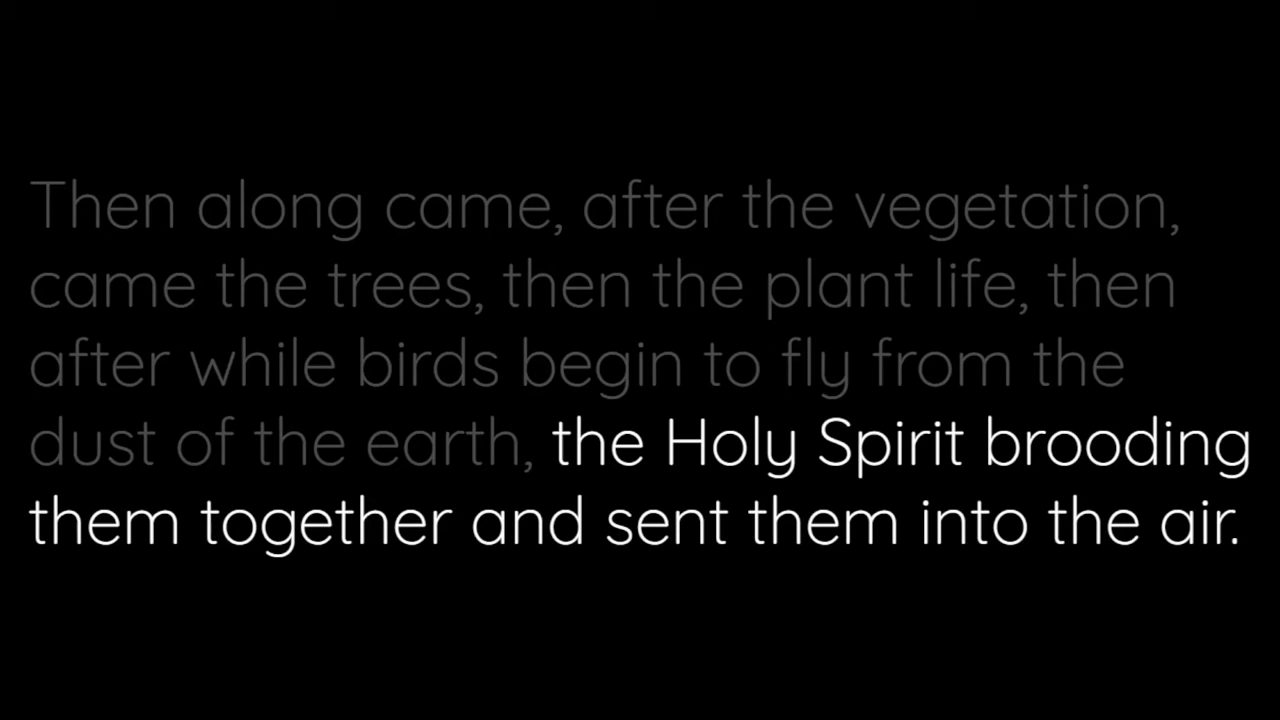 Then along came, after the vegetation,
came the trees, then the plant life, then
after while birds begin to fly from the
dust of the earth, the Holy Spirit brooding
them together and sent them into the air.